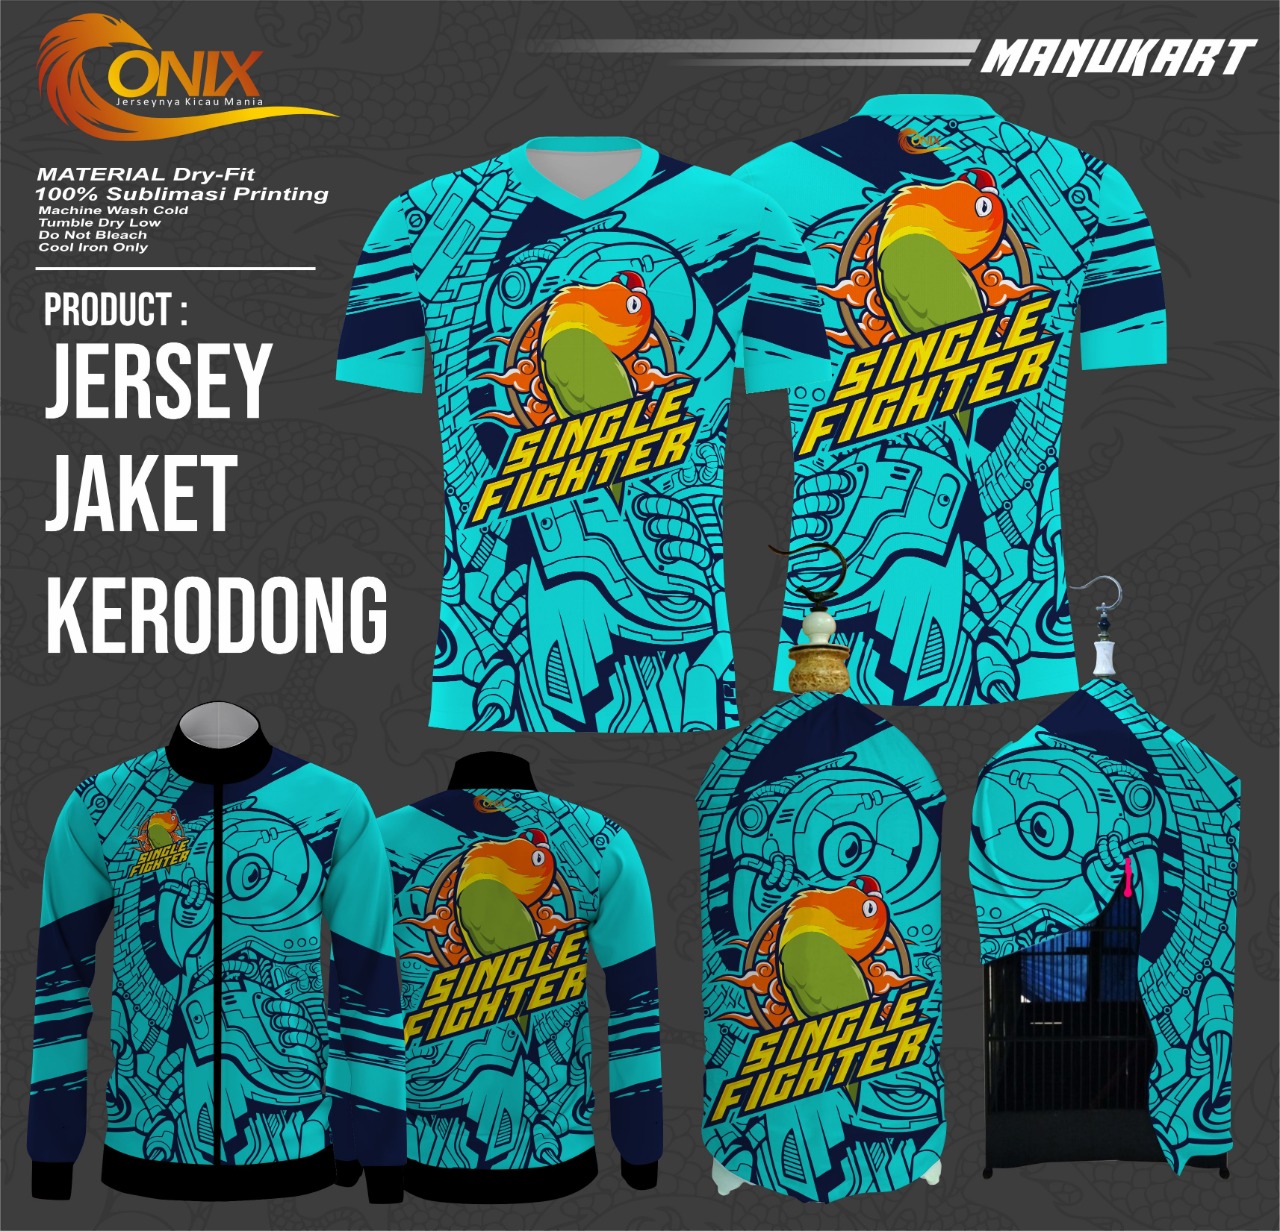 ONIX
Jerseynya Kicau Mania
MANUKART
MATERIAL Dry-Fit
100% Sublimasi Printing
Machine Wash Cold
Tumble Dry Low
Do Not Bleach
Cool Iron Only
PRODUCT :
JERSEY
JAKET
KERODONG
SINGLE
FIGHTER
ONIX
SINGLE
FIGHTER
SINGLE
FIGHTER
SINGLE
FIGHTER
SINGLE
FIGHTER